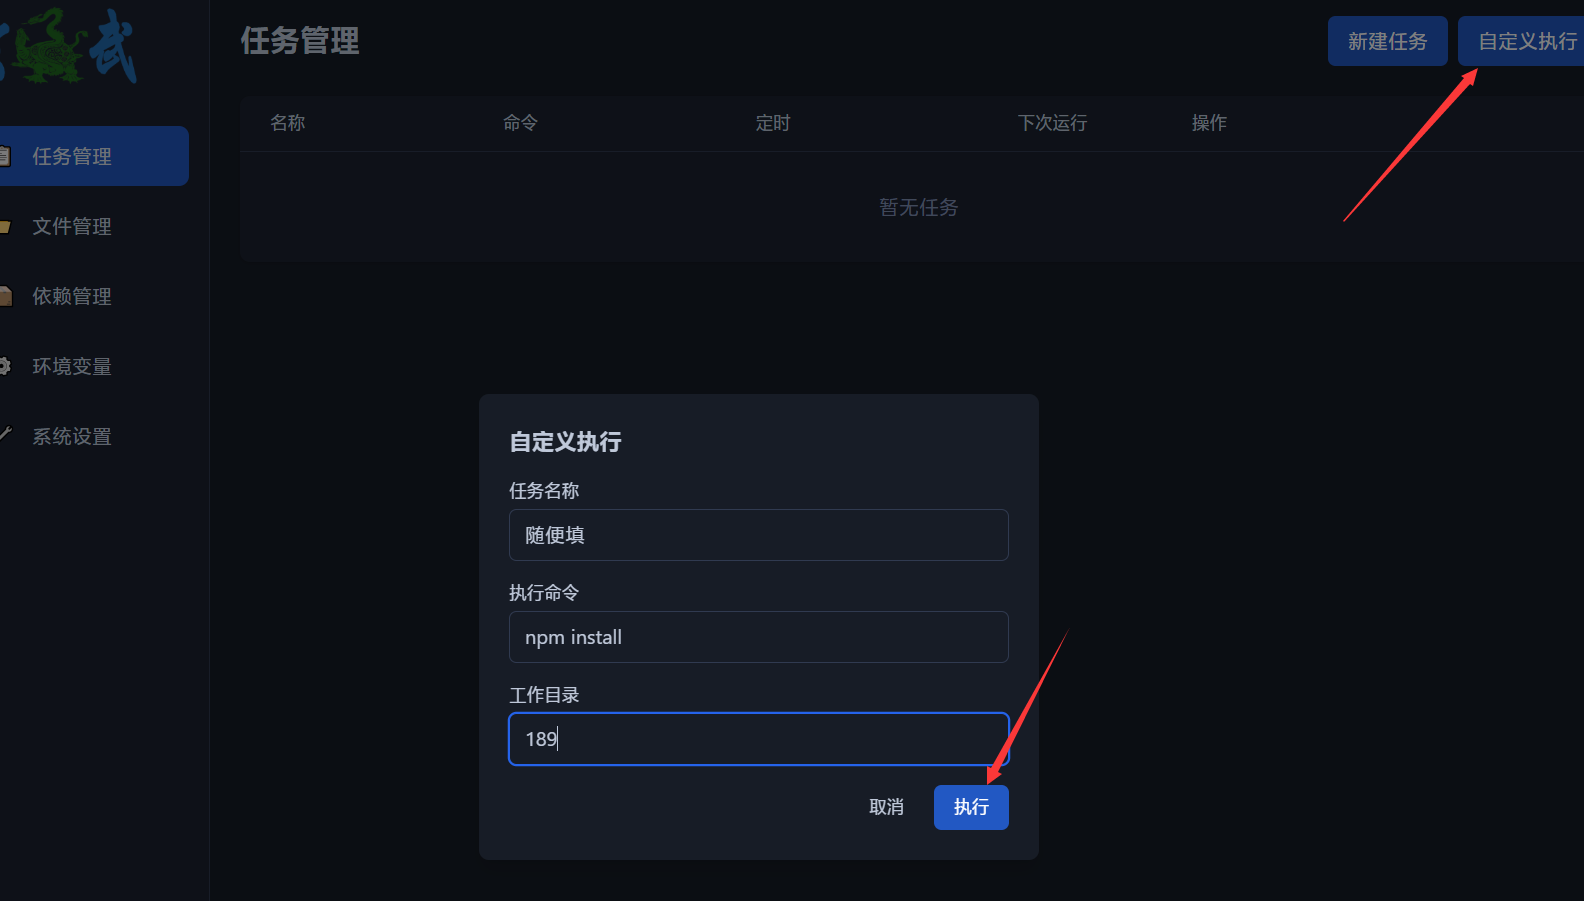 武
任务管理
新建任务
自定义执行
名称
命令
定时
下次运行
操作
暂无任务
任务管理
文件管理
依赖管理
环境变量
系统设置
自定义执行
任务名称
随便填
执行命令
npm install
工作目录
189
取消
执行